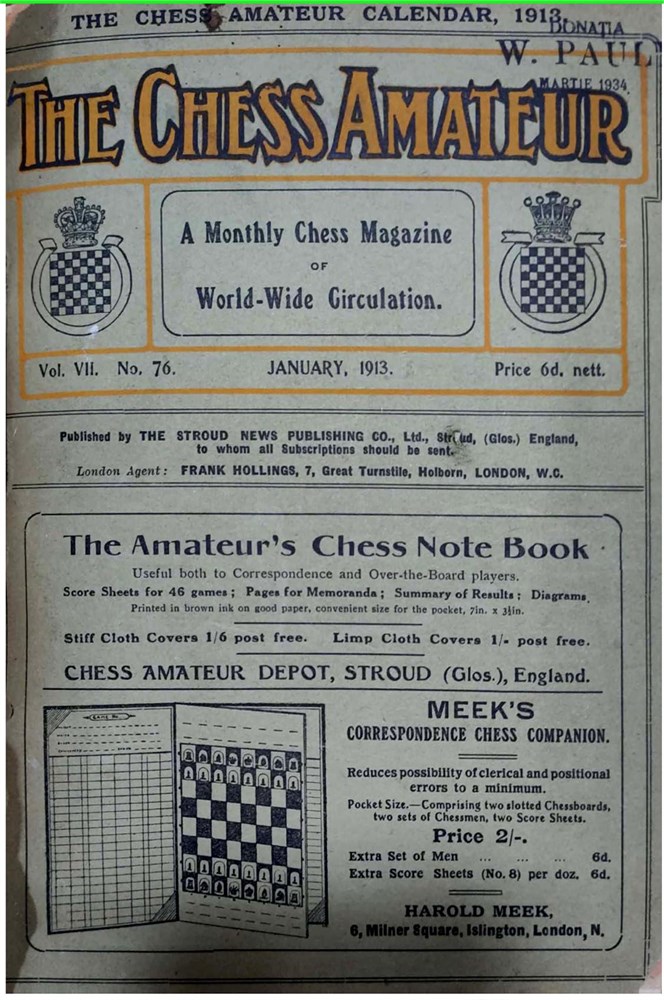 THE CHESS AMATEUR CALENDAR, 1913.
DONATIA
W. PAUL
MARTIE 1934
THE CHESS AMATEUR
A Monthly Chess Magazine
OF
World-Wide Circulation.
Vol. VII. No. 76. JANUARY, 1913. Price 6d. nett.
Published by THE STROUD NEWS PUBLISHING CO., Ltd., Stroud, (Glos.) England,
to whom all Subscriptions should be sent.
London Agent: FRANK HOLLINGS, 7, Great Turnstile, Holborn, LONDON, W.C.
The Amateur's Chess Note Book
Useful both to Correspondence and Over-the-Board players.
Score Sheets for 46 games; Pages for Memoranda; Summary of Results; Diagrams
Printed in brown ink on good paper, convenient size for the pocket, 7in. x 3½in.
Stiff Cloth Covers 1/6 post free. Limp Cloth Covers 1/- post free.
CHESS AMATEUR DEPOT, STROUD (Glos.), England.
MEEK'S
CORRESPONDENCE CHESS COMPANION.
Reduces possibility of clerical and positional
errors to a minimum.
Pocket Size.—Comprising two slotted Chessboards,
two sets of Chessmen, two Score Sheets.
Price 2/-.
Extra Set of Men ... ... ... 6d.
Extra Score Sheets (No. 8) per doz. 6d.
HAROLD MEEK,
6, Milner Square, Islington, London, N.